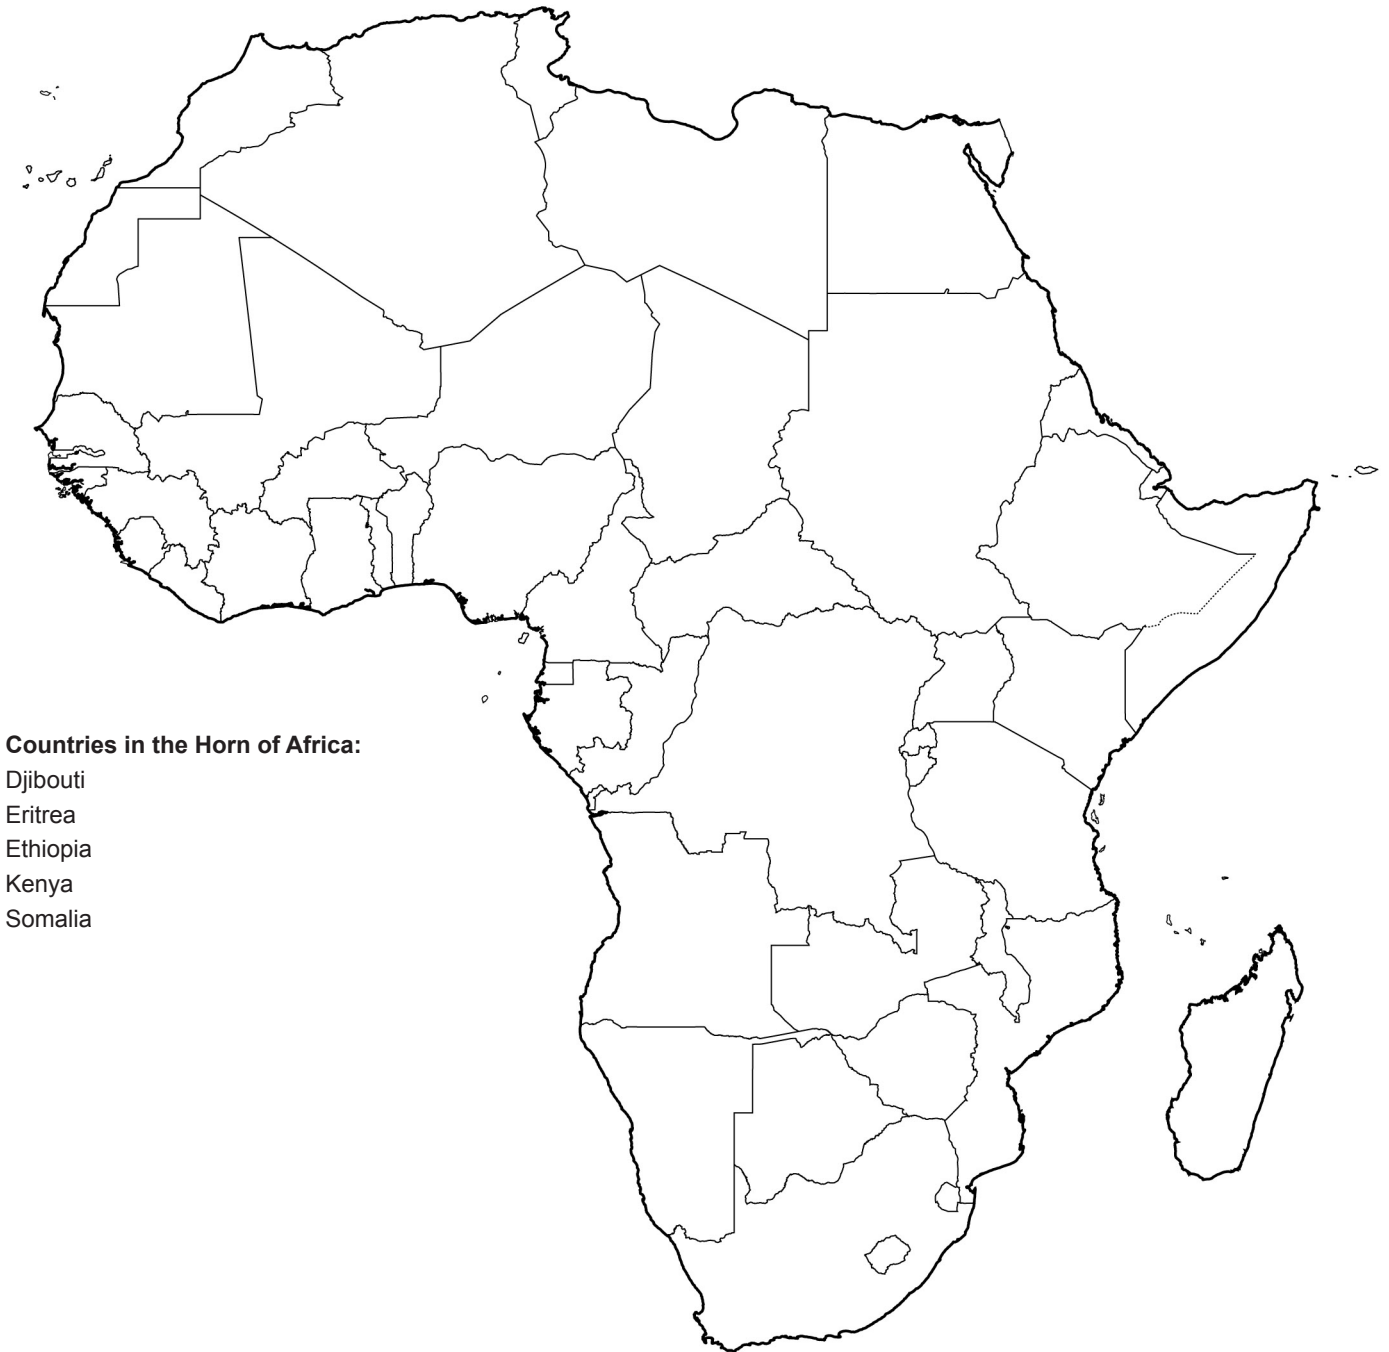 Countries in the Horn of Africa:
Djibouti
Eritrea
Ethiopia
Kenya
Somalia